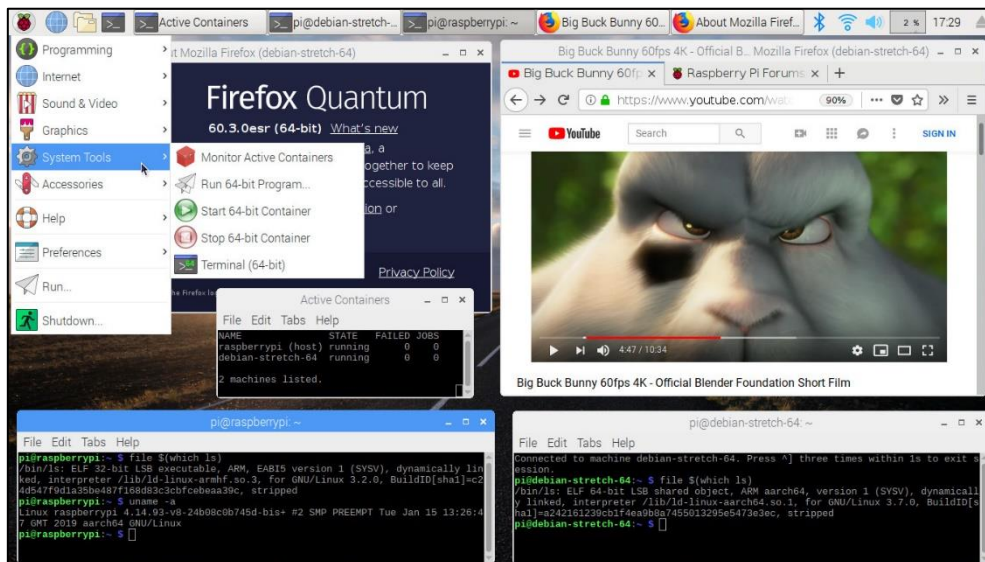 Active Containers
pi@debian-stretch-...
pi@raspberrypi: ~
Big Buck Bunny 60...
About Mozilla Firef...
2 %
17:29
Programming
Internet
Sound & Video
Graphics
System Tools
Accessories
Help
Preferences
Run...
Shutdown...
Monitor Active Containers
Run 64-bit Program...
Start 64-bit Container
Stop 64-bit Container
Terminal (64-bit)
ut Mozilla Firefox (debian-stretch-64)
Firefox Quantum
60.3.0esr (64-bit) What's new
a, a
ogether to keep
ccessible to all.
ion or
Privacy Policy
Big Buck Bunny 60fps 4K - Official B... Mozilla Firefox (debian-stretch-64)
Big Buck Bunny 60fp
Raspberry Pi Forums
https://www.youtube.com/wat
90%
YouTube
Search
SIGN IN
4:47 / 10:34
Big Buck Bunny 60fps 4K - Official Blender Foundation Short Film
Active Containers
File Edit Tabs Help
NAME STATE FAILED JOBS
raspberrypi (host) running 0 0
debian-stretch-64 running 0 0
2 machines listed.
pi@raspberrypi: ~
File Edit Tabs Help
pi@raspberrypi:~ $ file $(which ls)
/bin/ls: ELF 32-bit LSB executable, ARM, EABI5 version 1 (SYSV), dynamically lin
ked, interpreter /lib/ld-linux-armhf.so.3, for GNU/Linux 3.2.0, BuildID[sha1]=c2
4d547f9d1a35be487f168d83c3cbfcebeaa39c, stripped
pi@raspberrypi:~ $ uname -a
Linux raspberrypi 4.14.93-v8-24b08c0b745d-bis+ #2 SMP PREEMPT Tue Jan 15 13:26:4
7 GMT 2019 aarch64 GNU/Linux
pi@raspberrypi:~ $
pi@debian-stretch-64: ~
File Edit Tabs Help
Connected to machine debian-stretch-64. Press ^] three times within 1s to exit s
ession.
pi@debian-stretch-64:~ $ file $(which ls)
/bin/ls: ELF 64-bit LSB shared object, ARM aarch64, version 1 (SYSV), dynamicall
y linked, interpreter /lib/ld-linux-aarch64.so.1, for GNU/Linux 3.7.0, BuildID[s
ha1]=a242161239cb1f4ea9b8a7455013295e5473e3ec, stripped
pi@debian-stretch-64:~ $